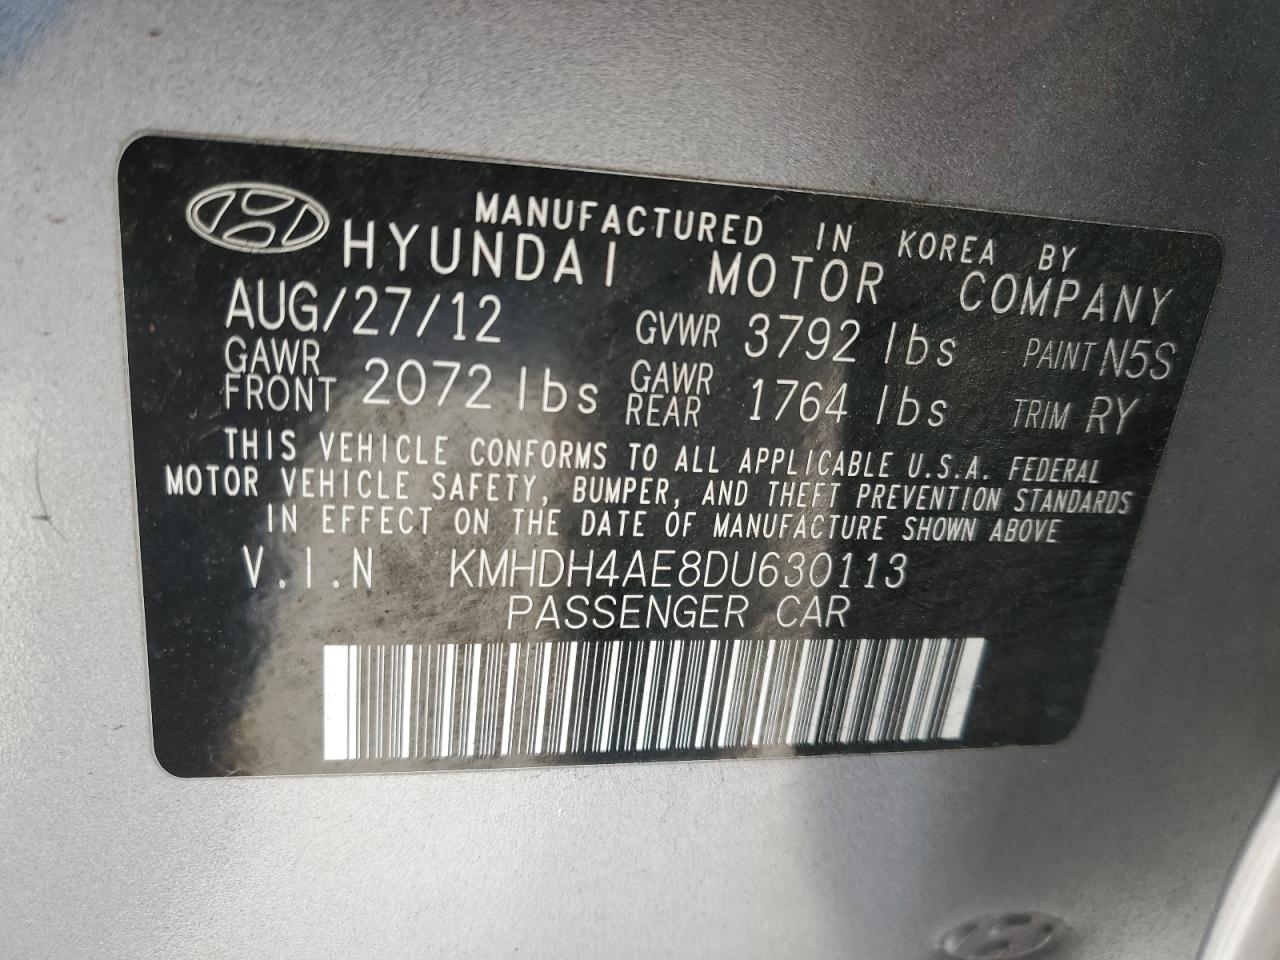 MANUFACTURED IN KOREA BY
HYUNDAI MOTOR COMPANY
AUG/27/12 GVWR 3792 lbs PAINT N5S
GAWR FRONT 2072 lbs GAWR REAR 1764 lbs TRIM RY
THIS VEHICLE CONFORMS TO ALL APPLICABLE U.S.A. FEDERAL
MOTOR VEHICLE SAFETY, BUMPER, AND THEFT PREVENTION STANDARDS
IN EFFECT ON THE DATE OF MANUFACTURE SHOWN ABOVE
V.I.N KMHDH4AE8DU630113
PASSENGER CAR